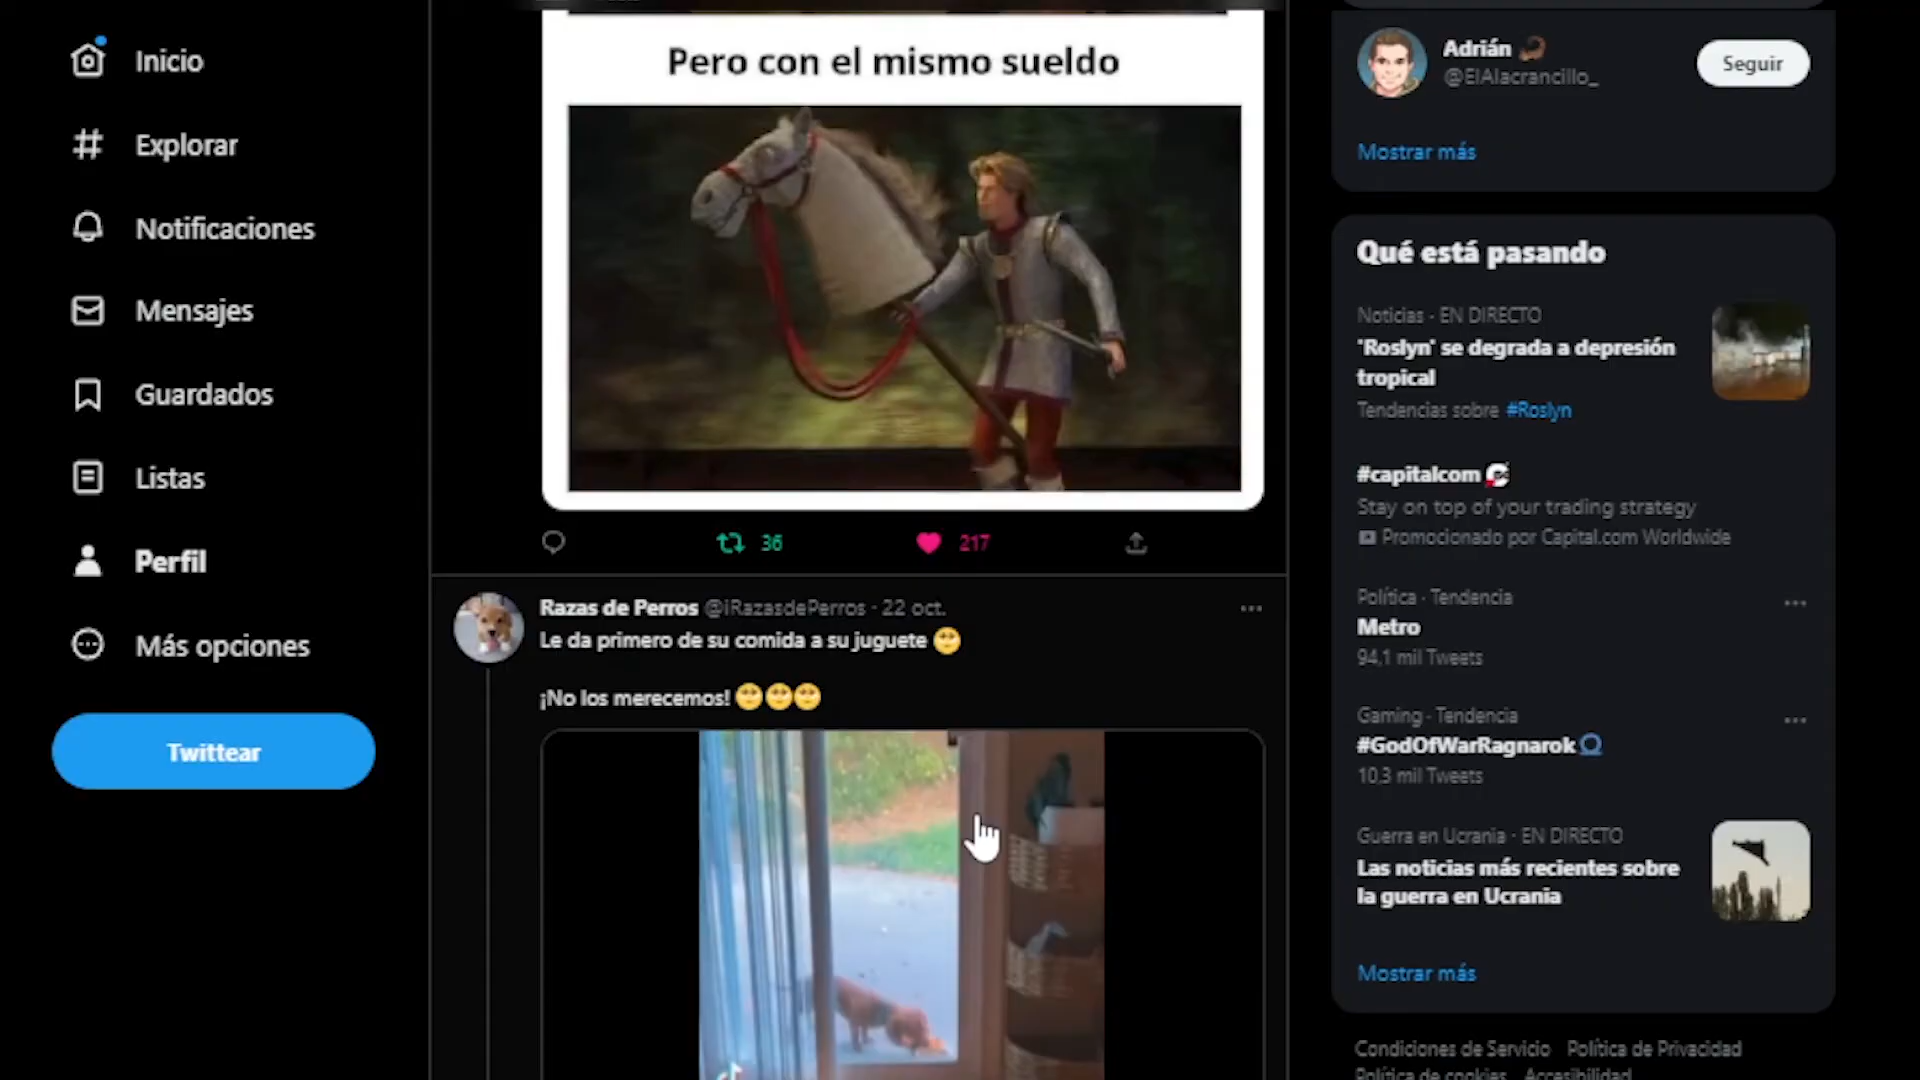 Inicio
Explorar
Notificaciones
Mensajes
Guardados
Listas
Perfil
Más opciones
Twittear
Pero con el mismo sueldo
36
217
Razas de Perros @iRazasdePerros · 22 oct.
Le da primero de su comida a su juguete 🥺
¡No los merecemos! 🥺🥺🥺
Adrián 🦂
@ElAlacrancillo_
Seguir
Mostrar más
Qué está pasando
Noticias · EN DIRECTO
'Roslyn' se degrada a depresión
tropical
Tendencias sobre #Roslyn
#capitalcom
Stay on top of your trading strategy
Promocionado por Capital.com Worldwide
Política · Tendencia
Metro
94,1 mil Tweets
Gaming · Tendencia
#GodOfWarRagnarok
10,3 mil Tweets
Guerra en Ucrania · EN DIRECTO
Las noticias más recientes sobre
la guerra en Ucrania
Mostrar más
Condiciones de Servicio Política de Privacidad
Política de cookies Accesibilidad